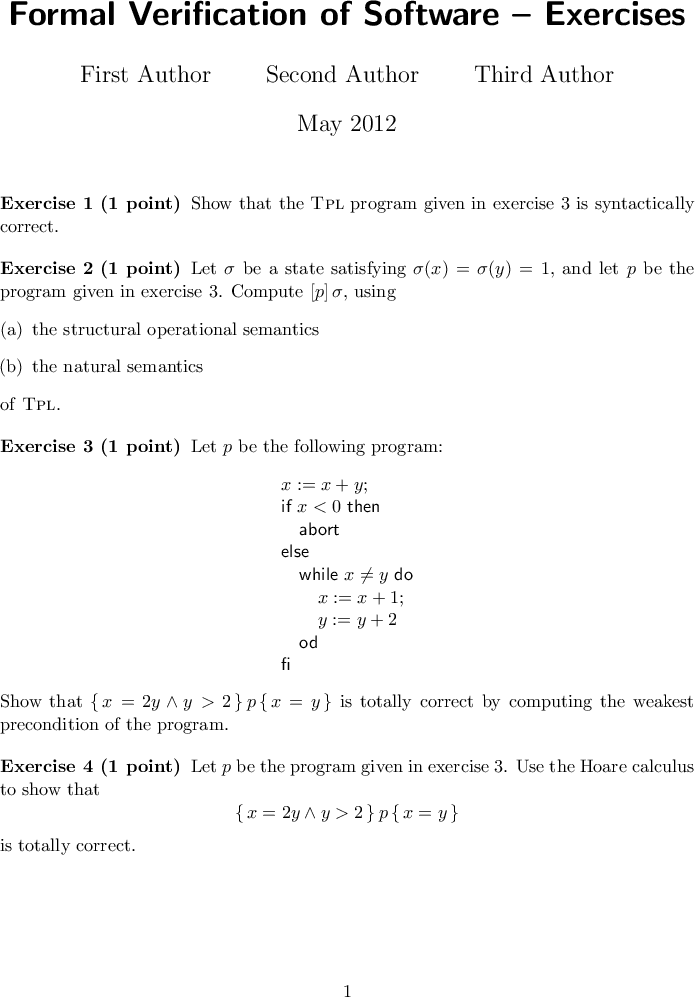 Formal Verification of Software – Exercises
First Author Second Author Third Author
May 2012
Exercise 1 (1 point) Show that the TPL program given in exercise 3 is syntactically
correct.
Exercise 2 (1 point) Let σ be a state satisfying σ(x) = σ(y) = 1, and let p be the
program given in exercise 3. Compute [p] σ, using
(a) the structural operational semantics
(b) the natural semantics
of TPL.
Exercise 3 (1 point) Let p be the following program:
x := x + y;
if x < 0 then
abort
else
while x ≠ y do
x := x + 1;
y := y + 2
od
fi
Show that { x = 2y ∧ y > 2 } p { x = y } is totally correct by computing the weakest
precondition of the program.
Exercise 4 (1 point) Let p be the program given in exercise 3. Use the Hoare calculus
to show that
{ x = 2y ∧ y > 2 } p { x = y }
is totally correct.
1